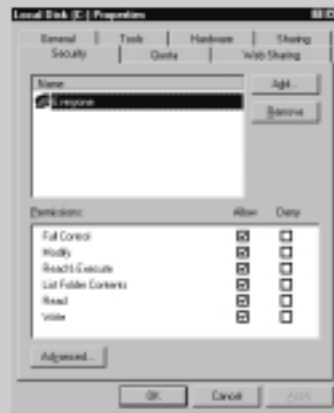 Local Disk (C:) Properties
General Tools Hardware Sharing
Security Quota Web Sharing
Name
Add...
Everyone
Remove
Permissions: Allow Deny
Full Control
Modify
Read & Execute
List Folder Contents
Read
Write
Advanced...
OK Cancel Apply